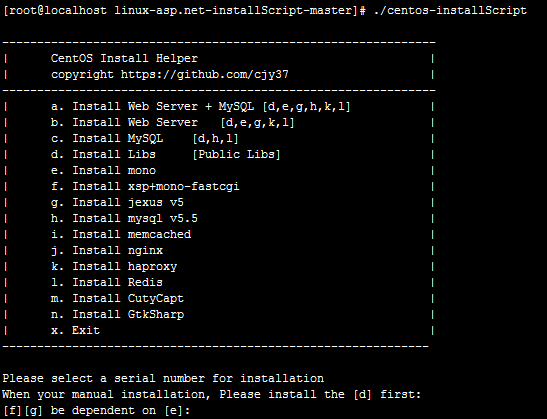 [root@localhost linux-asp.net-installScript-master]# ./centos-installScript
--------------------------------------------------------------
| CentOS Install Helper |
| copyright https://github.com/cjy37 |
--------------------------------------------------------------
| a. Install Web Server + MySQL [d,e,g,h,k,l] |
| b. Install Web Server [d,e,g,k,l] |
| c. Install MySQL [d,h,l] |
| d. Install Libs [Public Libs] |
| e. Install mono |
| f. Install xsp+mono-fastcgi |
| g. Install jexus v5 |
| h. Install mysql v5.5 |
| i. Install memcached |
| j. Install nginx |
| k. Install haproxy |
| l. Install Redis |
| m. Install CutyCapt |
| n. Install GtkSharp |
| x. Exit |
-------------------------------------------------------------
Please select a serial number for installation
When your manual installation, Please install the [d] first:
[f][g] be dependent on [e]: